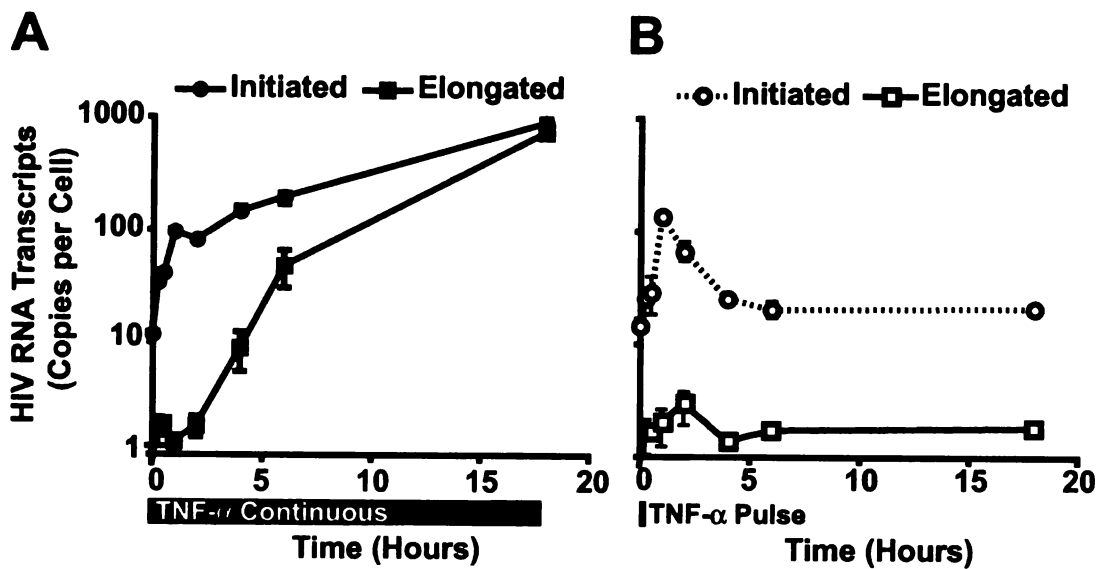 A
B
Initiated Elongated
Initiated Elongated
HIV RNA Transcripts
(Copies per Cell)
1000
100
10
1
0 5 10 15 20
0 5 10 15 20
TNF-α Continuous
TNF-α Pulse
Time (Hours)
Time (Hours)